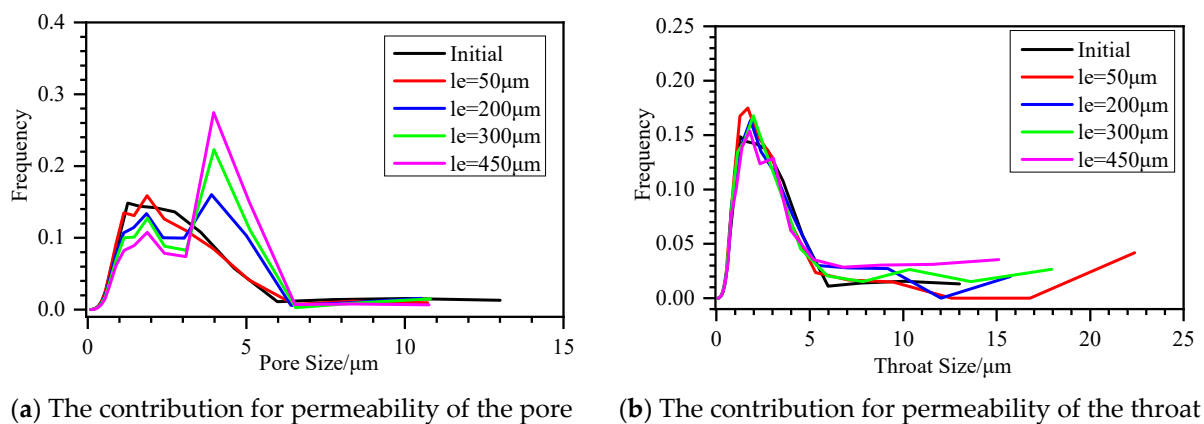 0.4
0.3
0.2
0.1
0.0
Frequency
0
5
10
15
Pore Size/μm
Initial
le=50μm
le=200μm
le=300μm
le=450μm
(a) The contribution for permeability of the pore
0.25
0.20
0.15
0.10
0.05
0.00
Frequency
0
5
10
15
20
25
Throat Size/μm
Initial
le=50μm
le=200μm
le=300μm
le=450μm
(b) The contribution for permeability of the throat